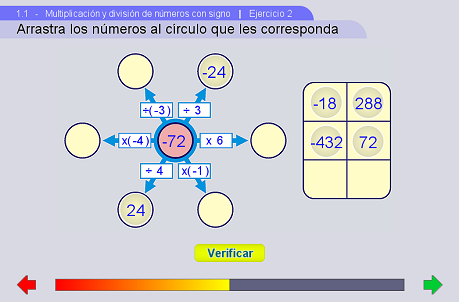 1.1 - Multiplicación y división de números con signo | Ejercicio 2
Arrastra los números al círculo que les corresponda
-24
÷(-3) ÷ 3
-18 288
x(-4) -72 x 6
-432 72
÷ 4 x(-1)
24
Verificar